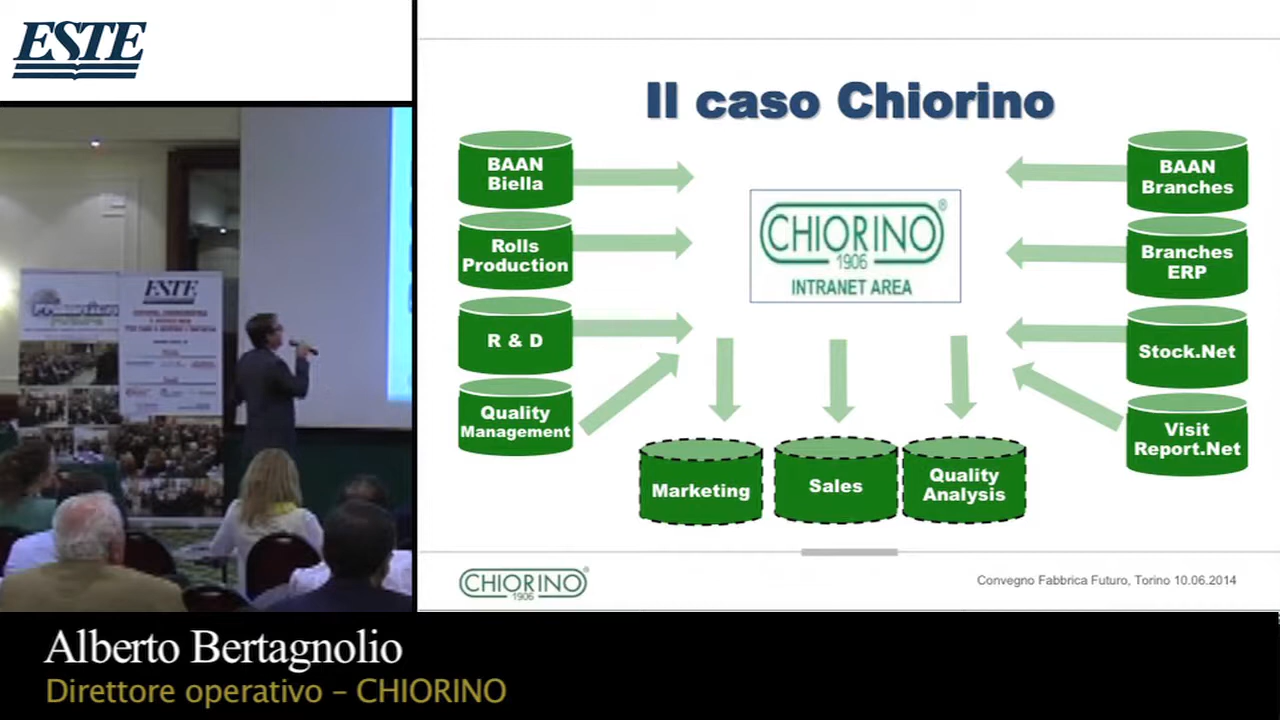 ESTE
ESTE
Il caso Chiorino
BAAN
Biella
Rolls
Production
R & D
Quality
Management
CHIORINO®
1906
INTRANET AREA
BAAN
Branches
Branches
ERP
Stock.Net
Visit
Report.Net
Marketing
Sales
Quality
Analysis
CHIORINO®
1906
Convegno Fabbrica Futuro, Torino 10.06.2014
Alberto Bertagnolio
Direttore operativo – CHIORINO